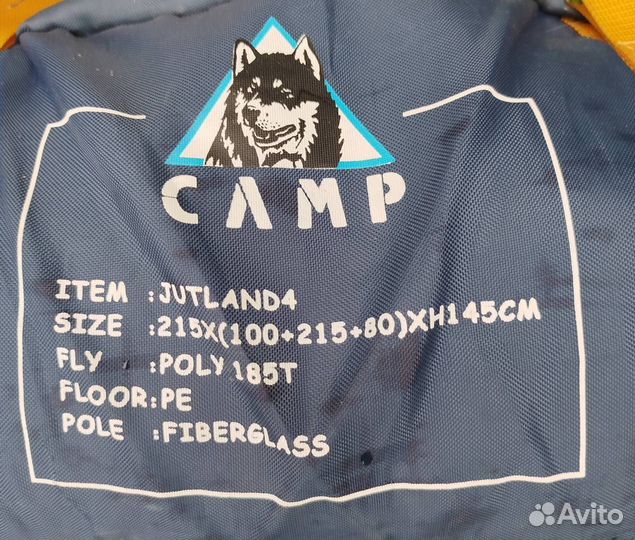 CAMP
ITEM :JUTLAND4
SIZE :215X(100+215+80)XH145CM
FLY :POLY 185T
FLOOR:PE
POLE :FIBERGLASS
Avito